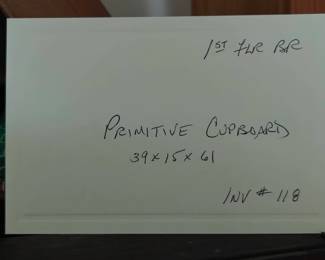 1ST FLR BR
PRIMITIVE CUPBOARD
39 x 15 x 61
INV # 118